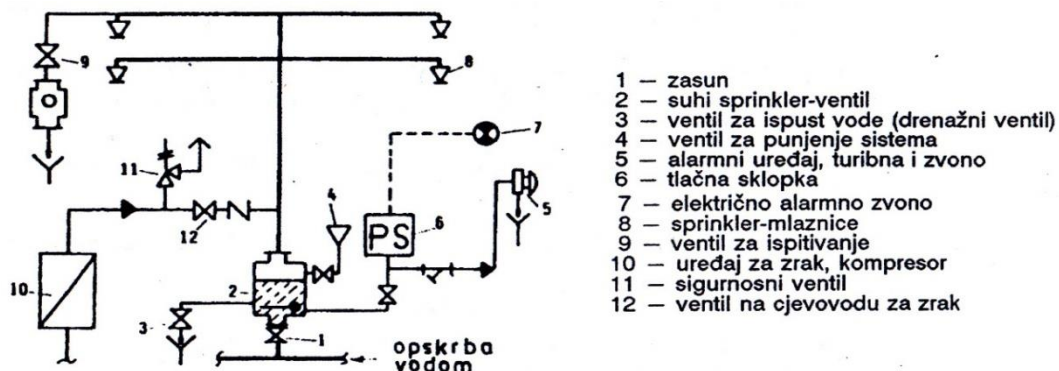 9
8
7
11
4
12
6
PS
5
10
2
3
1
opskrba
vodom
1 – zasun
2 – suhi sprinkler-ventil
3 – ventil za ispust vode (drenažni ventil)
4 – ventil za punjenje sistema
5 – alarmni uređaj, turibna i zvono
6 – tlačna sklopka
7 – električno alarmno zvono
8 – sprinkler-mlaznice
9 – ventil za ispitivanje
10 – uređaj za zrak, kompresor
11 – sigurnosni ventil
12 – ventil na cjevovodu za zrak